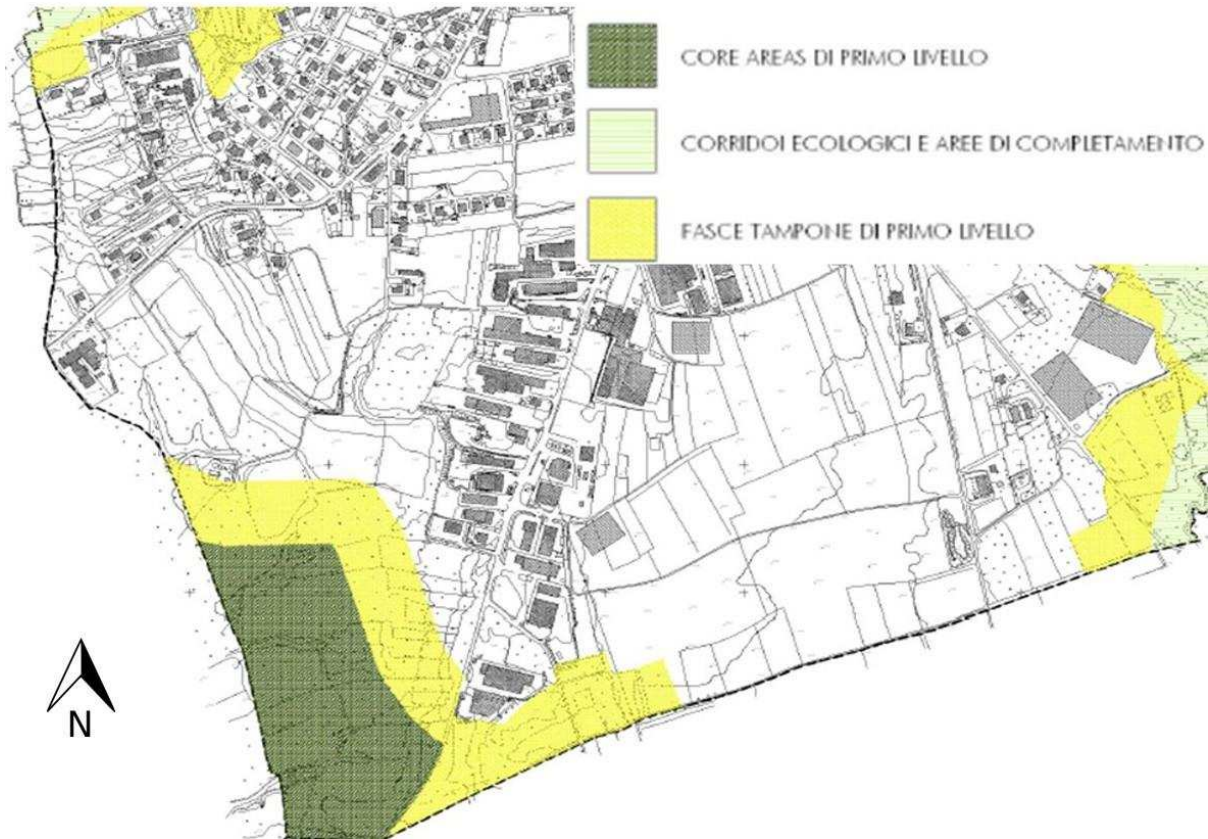 CORE AREAS DI PRIMO LIVELLO
CORRIDOI ECOLOGICI E AREE DI COMPLETAMENTO
FASCE TAMPONE DI PRIMO LIVELLO
N